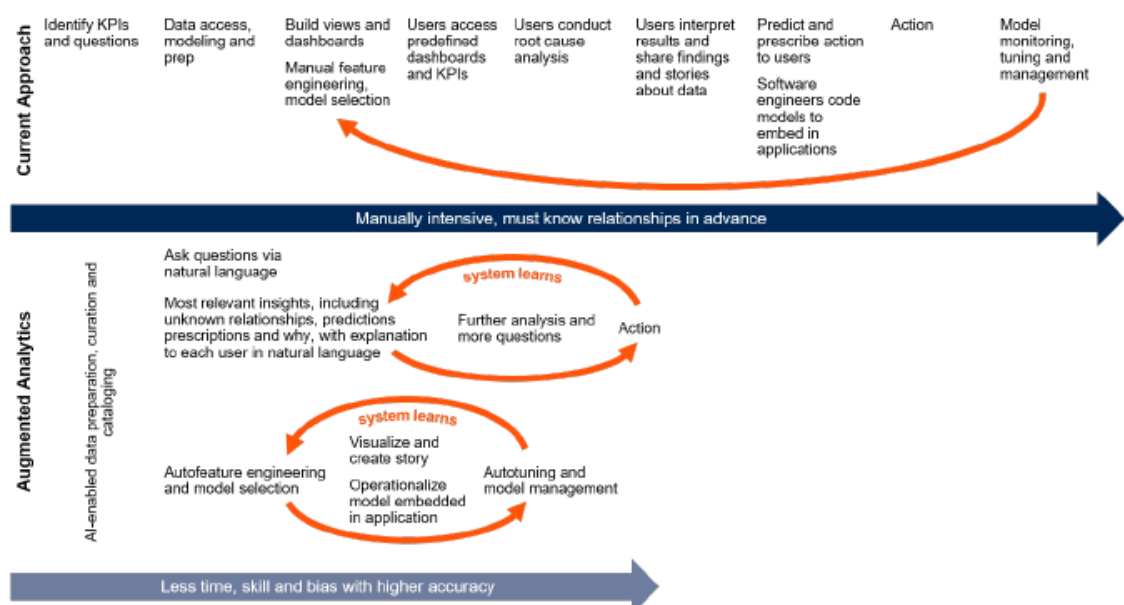 Current Approach
Identify KPIs
and questions
Data access,
modeling and
prep
Build views and
dashboards
Manual feature
engineering,
model selection
Users access
predefined
dashboards
and KPIs
Users conduct
root cause
analysis
Users interpret
results and
share findings
and stories
about data
Predict and
prescribe action
to users
Software
engineers code
models to
embed in
applications
Action
Model
monitoring,
tuning and
management
Manually intensive, must know relationships in advance
Augmented Analytics
AI-enabled data preparation, curation and
cataloging
Ask questions via
natural language
Most relevant insights, including
unknown relationships, predictions
prescriptions and why, with explanation
to each user in natural language
system learns
Further analysis and
more questions
Action
Autofeature engineering
and model selection
system learns
Visualize and
create story
Operationalize
model embedded
in application
Autotuning and
model management
Less time, skill and bias with higher accuracy